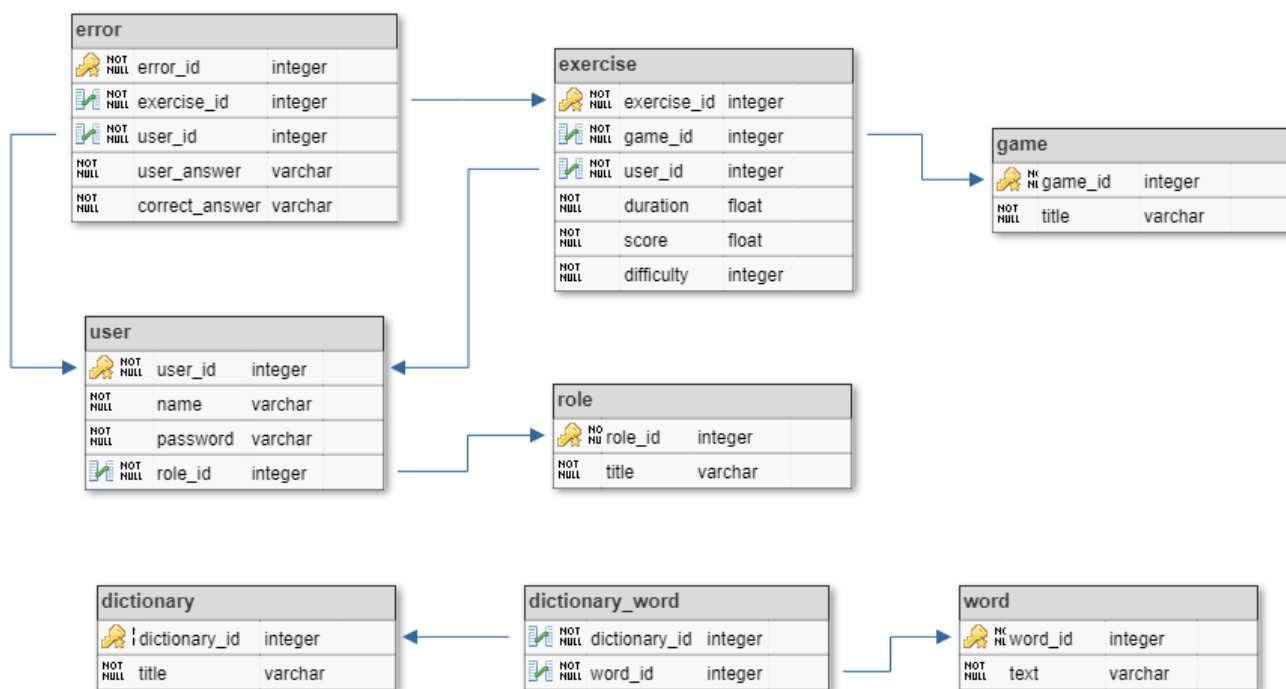 error
NOT NULL error_id integer
NOT NULL exercise_id integer
NOT NULL user_id integer
NOT NULL user_answer varchar
NOT NULL correct_answer varchar
exercise
NOT NULL exercise_id integer
NOT NULL game_id integer
NOT NULL user_id integer
NOT NULL duration float
NOT NULL score float
NOT NULL difficulty integer
game
game_id integer
NOT NULL title varchar
user
NOT NULL user_id integer
NOT NULL name varchar
NOT NULL password varchar
NOT NULL role_id integer
role
NO NU role_id integer
NOT NULL title varchar
dictionary
dictionary_id integer
NOT NULL title varchar
dictionary_word
NOT NULL dictionary_id integer
NOT NULL word_id integer
word
word_id integer
NOT NULL text varchar